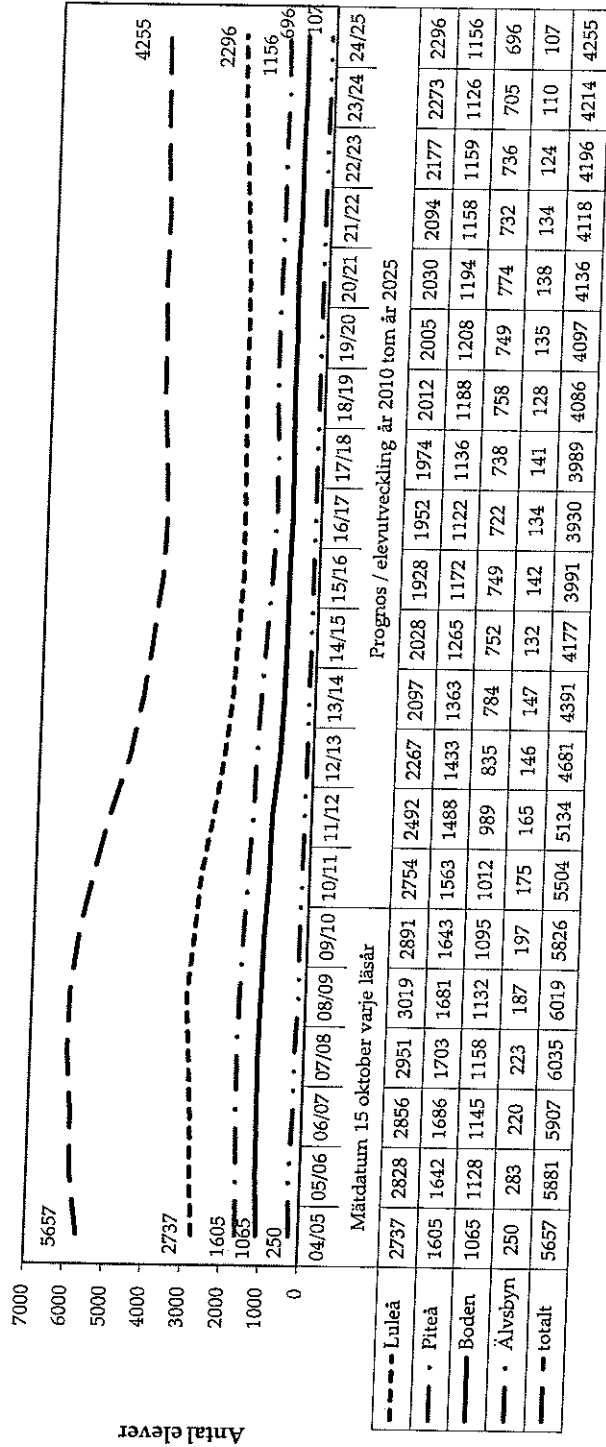 7000
6000
5000
4000
3000
2000
1000
0
Antal elever
5657
2737
1605
1065
250
4255
2296
1156
696
107
04/05 05/06 06/07 07/08 08/09 09/10 10/11 11/12 12/13 13/14 14/15 15/16 16/17 17/18 18/19 19/20 20/21 21/22 22/23 23/24 24/25
Mätdatum 15 oktober varje läsår Prognos / elevutveckling år 2010 tom år 2025
Luleå 2737 2828 2856 2951 3019 2891 2754 2492 2267 2097 2028 1928 1952 1974 2012 2005 2030 2094 2177 2273 2296
Piteå 1605 1642 1686 1703 1681 1643 1563 1488 1433 1363 1265 1172 1122 1136 1188 1208 1194 1158 1159 1126 1156
Boden 1065 1128 1145 1158 1132 1095 1012 989 835 784 752 749 722 738 758 749 774 732 736 705 696
Älvsbyn 250 283 220 223 187 197 175 165 146 147 132 142 134 141 128 135 138 134 124 110 107
totalt 5657 5881 5907 6035 6019 5826 5504 5134 4681 4391 4177 3991 3930 3989 4086 4097 4136 4118 4196 4214 4255